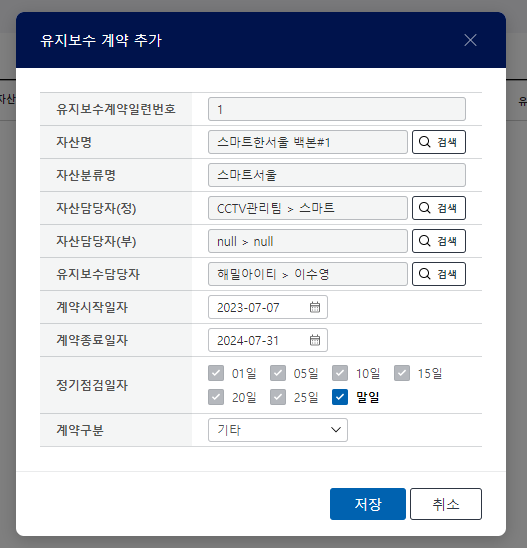 유지보수 계약 추가
자산
유
유지보수계약일련번호 1
자산명 스마트한서울 백본#1 검색
자산분류명 스마트서울
자산담당자(정) CCTV관리팀 > 스마트 검색
자산담당자(부) null > null 검색
유지보수담당자 해밀아이티 > 이수영 검색
계약시작일자 2023-07-07
계약종료일자 2024-07-31
정기점검일자 01일 05일 10일 15일
20일 25일 말일
계약구분 기타
저장 취소